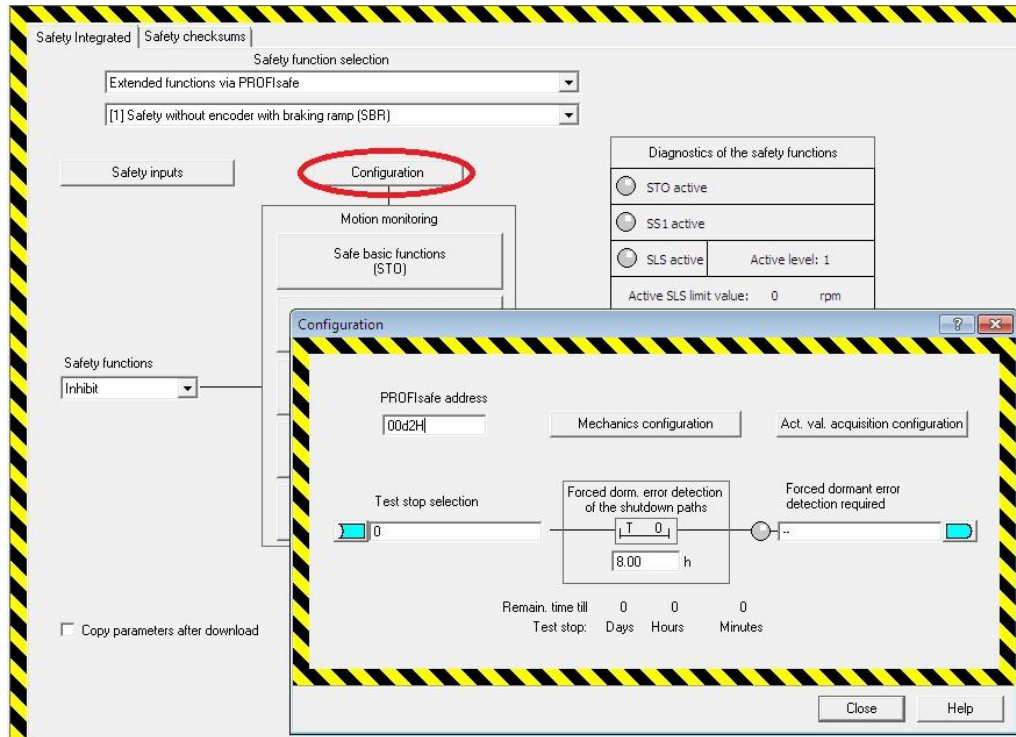 Safety Integrated
Safety checksums
Safety function selection
Extended functions via PROFIsafe
[1] Safety without encoder with braking ramp (SBR)
Safety inputs
Configuration
Motion monitoring
Safe basic functions
(STO)
Diagnostics of the safety functions
STO active
SS1 active
SLS active
Active level: 1
Active SLS limit value: 0 rpm
Safety functions
Inhibit
Copy parameters after download
Configuration
PROFIsafe address
00d2H
Mechanics configuration
Act. val. acquisition configuration
Test stop selection
0
Forced dorm. error detection
of the shutdown paths
T 0
8.00 h
Forced dormant error
detection required
--
Remain. time till 0 0 0
Test stop: Days Hours Minutes
Close
Help